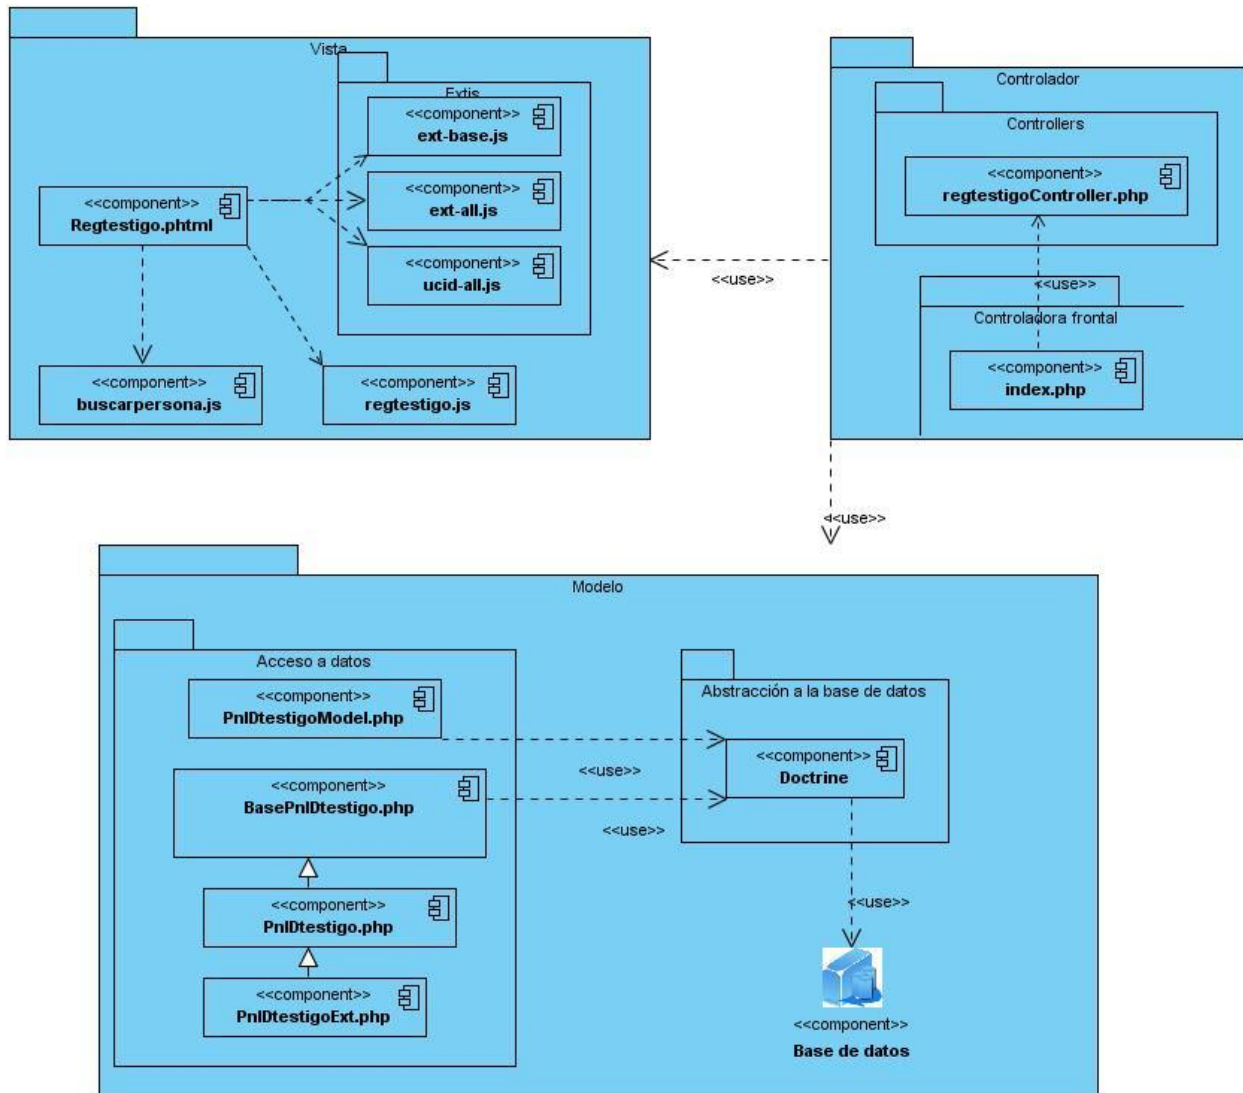 Vista
Extjs
<<component>>
ext-base.js
<<component>>
ext-all.js
<<component>>
ucid-all.js
<<component>>
Regtestigo.phtml
<<component>>
buscarpersona.js
<<component>>
regtestigo.js
<<use>>
Controlador
Controllers
<<component>>
regtestigoController.php
<<use>>
Controladora frontal
<<component>>
index.php
<<use>>
Modelo
Acceso a datos
<<component>>
PnlDtestigoModel.php
<<component>>
BasePnlDtestigo.php
<<component>>
PnlDtestigo.php
<<component>>
PnlDtestigoExt.php
<<use>>
<<use>>
Abstracción a la base de datos
<<component>>
Doctrine
<<use>>
<<component>>
Base de datos